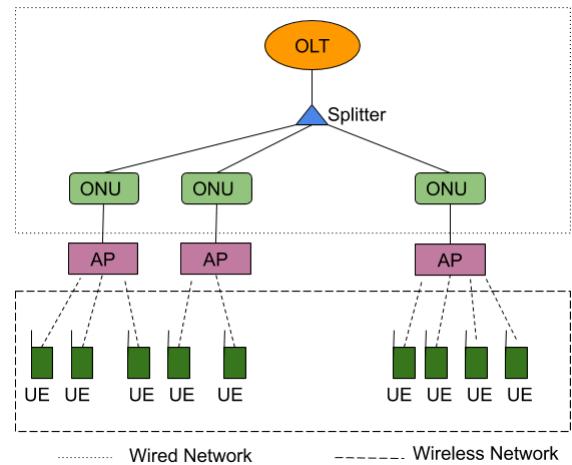 OLT
Splitter
ONU ONU ONU
AP AP AP
UE UE UE UE UE UE UE UE UE
Wired Network Wireless Network